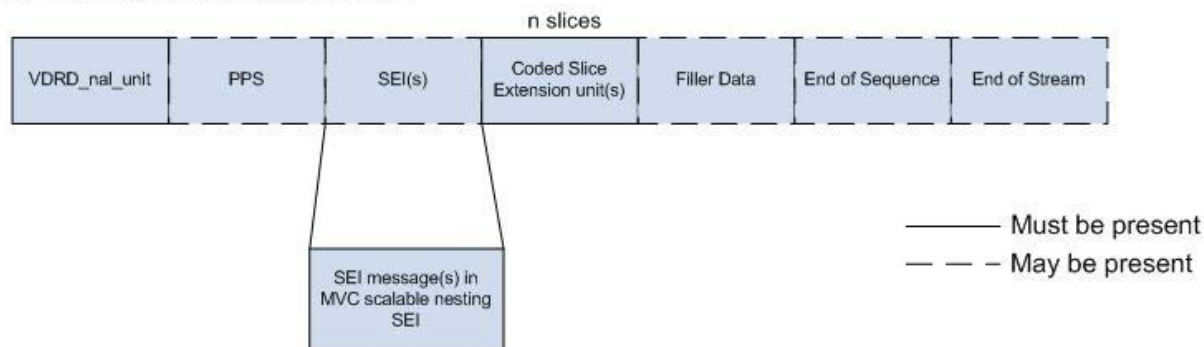 n slices
VDRD_nal_unit
PPS
SEI(s)
Coded Slice
Extension unit(s)
Filler Data
End of Sequence
End of Stream
SEI message(s) in
MVC scalable nesting
SEI
Must be present
May be present